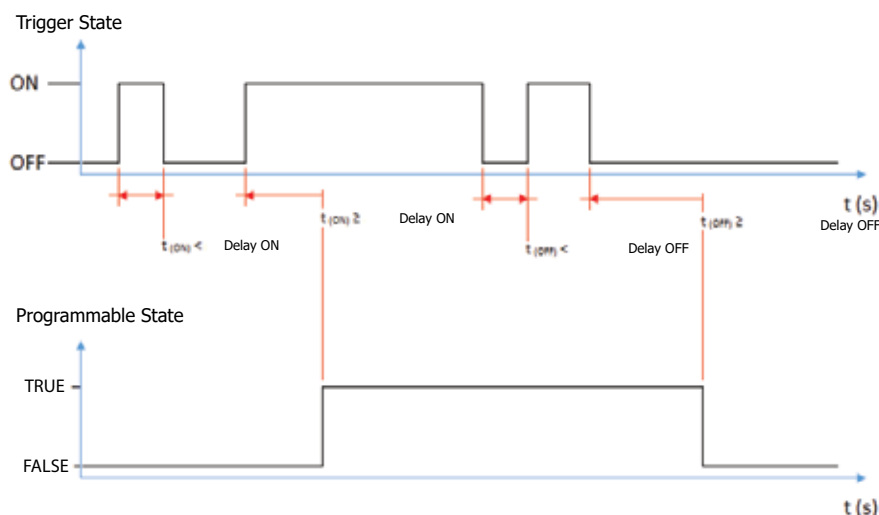 Trigger State
ON
OFF
t (s)
t (ON) < Delay ON
t (ON) ≥ Delay ON
t (OFF) < Delay OFF
t (OFF) ≥ Delay OFF
Programmable State
TRUE
FALSE
t (s)